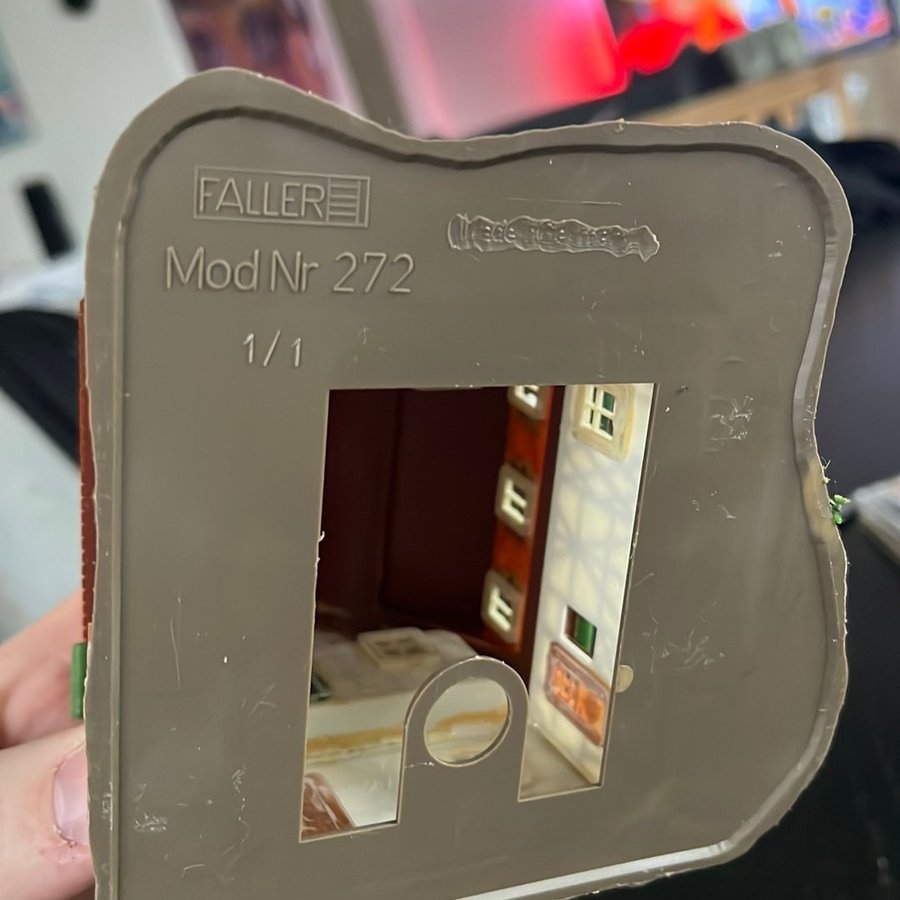 FALLER
Mod Nr 272
1/1